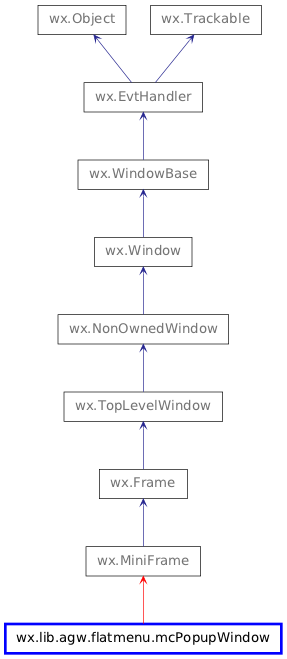 wx.Object
wx.Trackable
wx.EvtHandler
wx.WindowBase
wx.Window
wx.NonOwnedWindow
wx.TopLevelWindow
wx.Frame
wx.MiniFrame
wx.lib.agw.flatmenu.mcPopupWindow